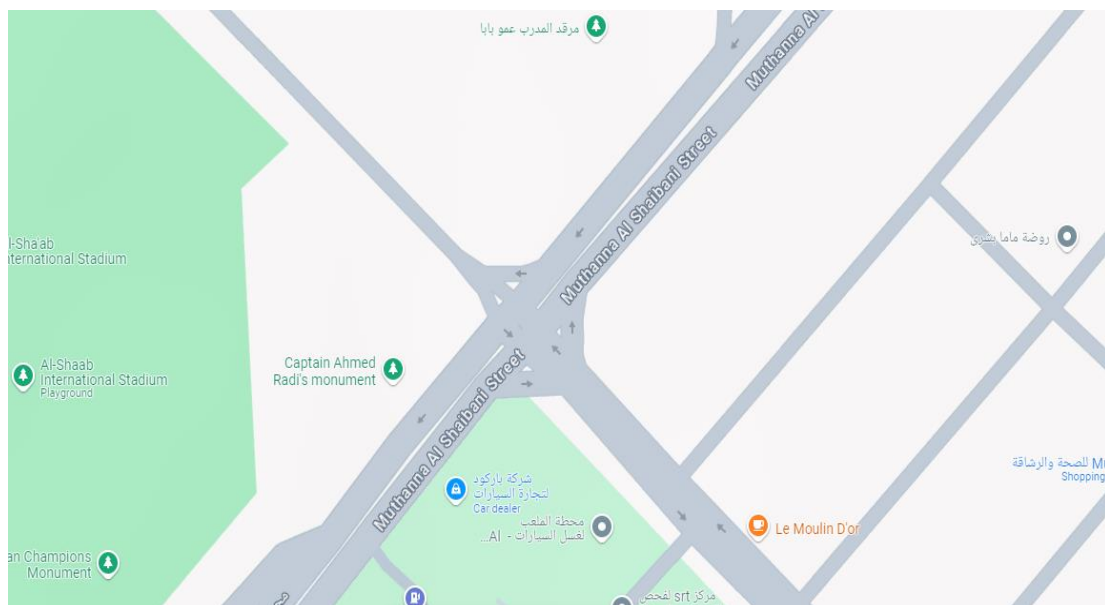 مرقد المدرب عمو بابا
Muthanna Al
Muthanna Al Shaibani Street
روضة ماما بشرى
l-Sha'ab
nternational Stadium
Al-Shaab
International Stadium
Playground
Captain Ahmed
Radi's monument
Muthanna Al Shaibani Street
M للصحة والرشاقة
Shopping
شركة باركود
لتجارة السيارات
Car dealer
محطة الملعب
لغسل السيارات - Al...
Le Moulin D'or
an Champions
Monument
مركز srt لفحص